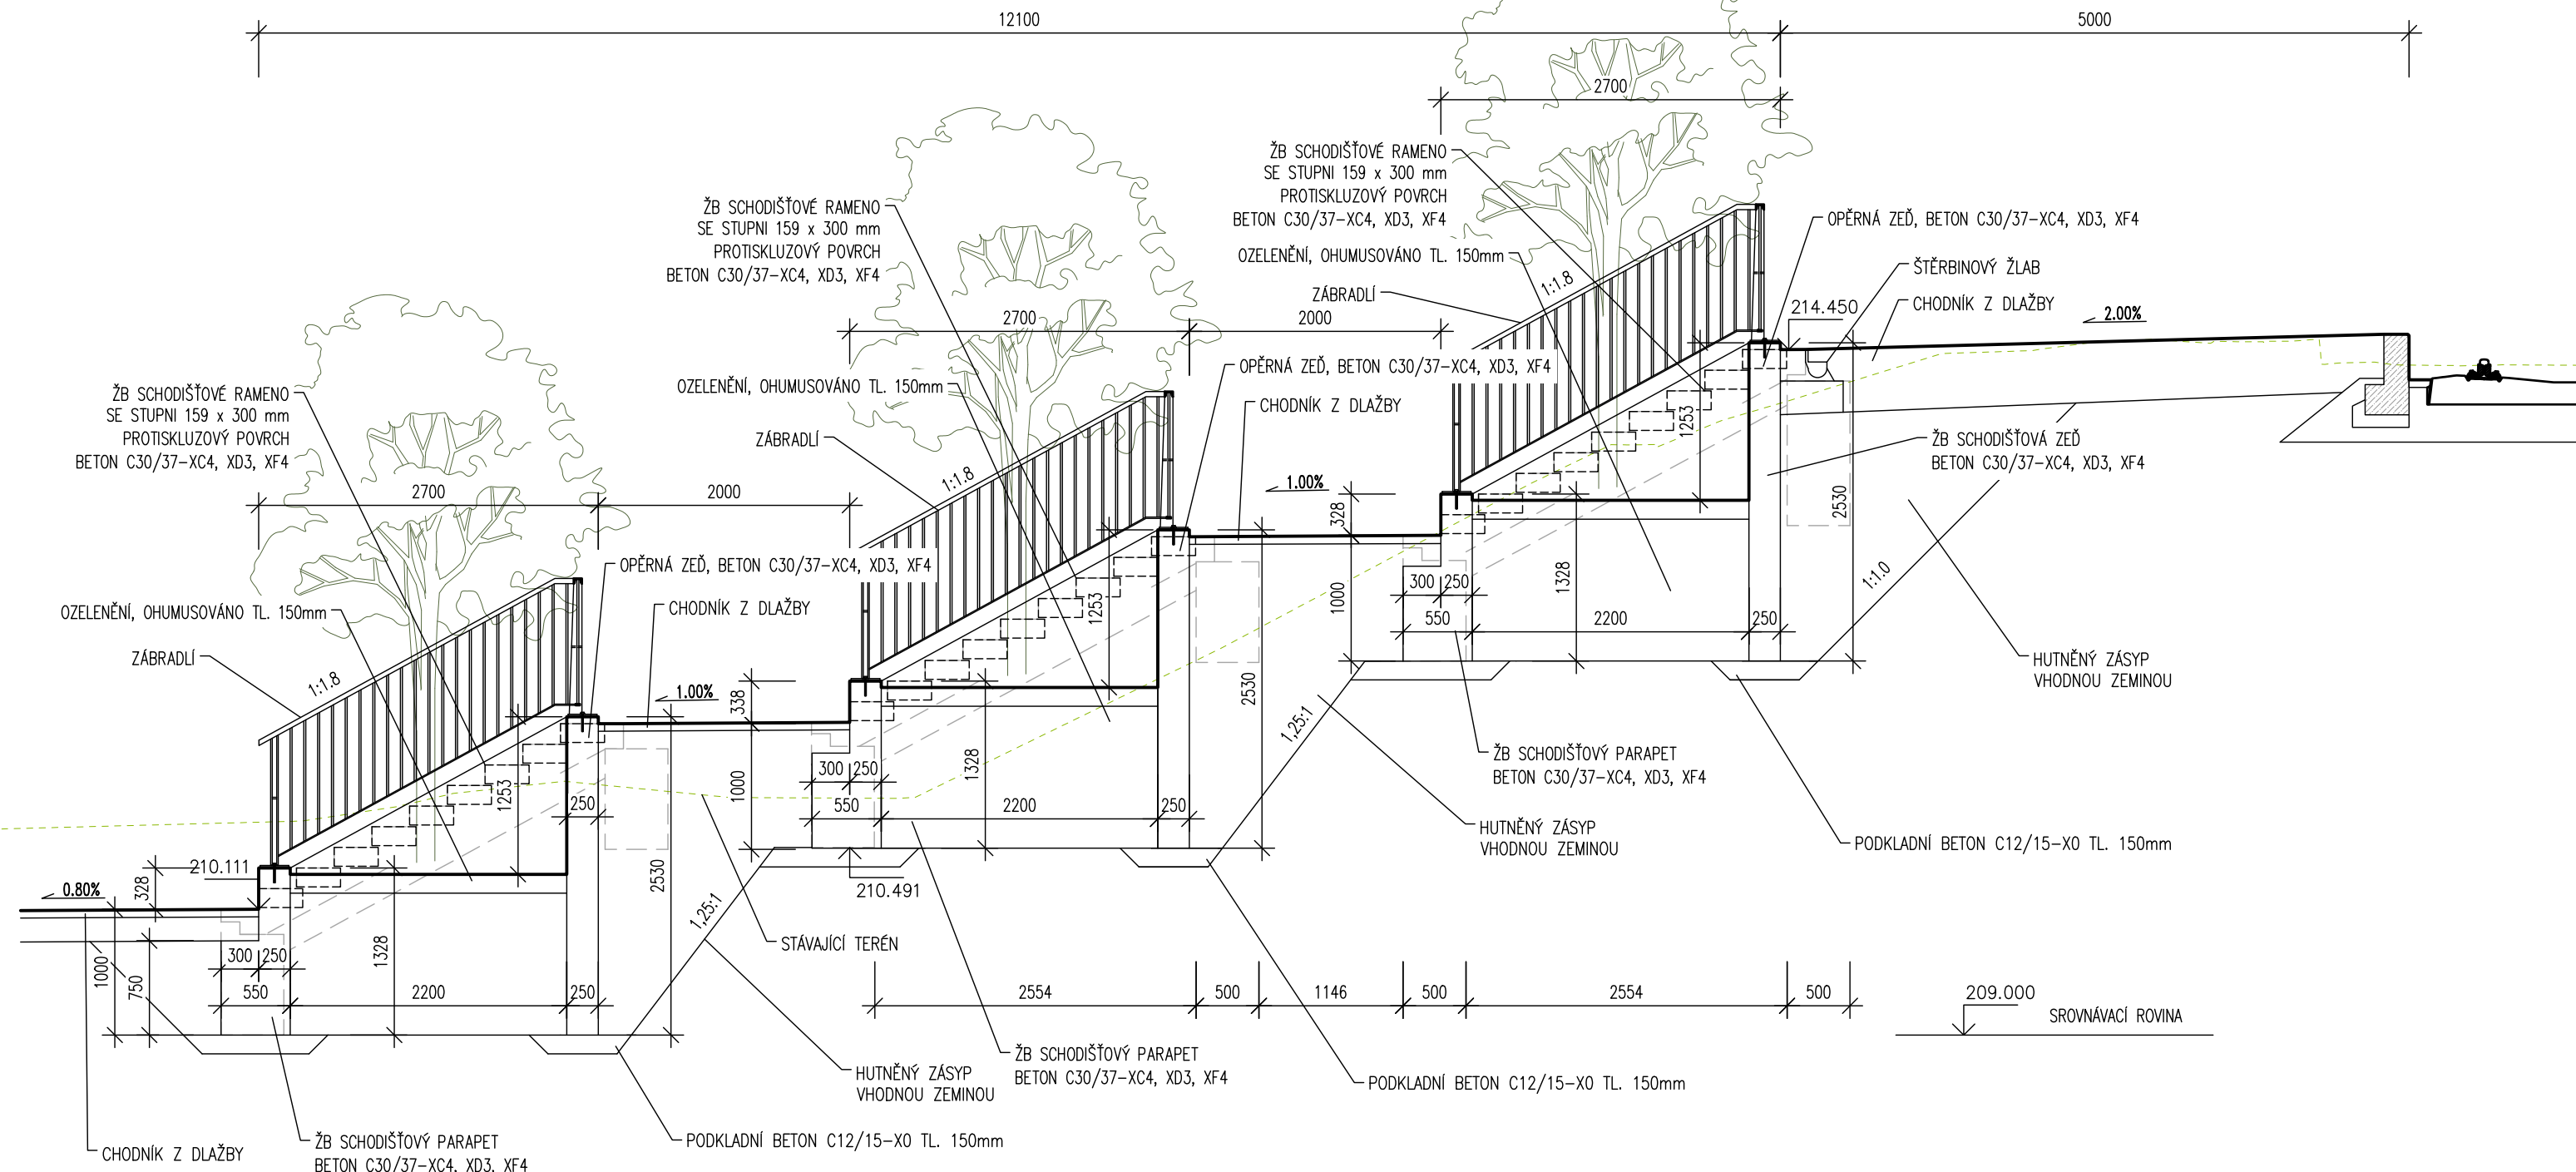 12100
5000
2700
ŽB SCHODIŠŤOVÉ RAMENO
SE STUPNI 159 x 300 mm
PROTISKLUZOVÝ POVRCH
BETON C30/37-XC4, XD3, XF4
OZELENĚNÍ, OHUMUSOVÁNO TL. 150mm
ZÁBRADLÍ
1:1.8
OPĚRNÁ ZEĎ, BETON C30/37-XC4, XD3, XF4
ŠTĚRBINOVÝ ŽLAB
CHODNÍK Z DLAŽBY
214.450
2.00%
ŽB SCHODIŠŤOVÉ RAMENO
SE STUPNI 159 x 300 mm
PROTISKLUZOVÝ POVRCH
BETON C30/37-XC4, XD3, XF4
2700
2000
OZELENĚNÍ, OHUMUSOVÁNO TL. 150mm
ZÁBRADLÍ
1:1.8
OPĚRNÁ ZEĎ, BETON C30/37-XC4, XD3, XF4
CHODNÍK Z DLAŽBY
1.00%
328
1253
2530
ŽB SCHODIŠŤOVÁ ZEĎ
BETON C30/37-XC4, XD3, XF4
ŽB SCHODIŠŤOVÉ RAMENO
SE STUPNI 159 x 300 mm
PROTISKLUZOVÝ POVRCH
BETON C30/37-XC4, XD3, XF4
2700
2000
OZELENĚNÍ, OHUMUSOVÁNO TL. 150mm
ZÁBRADLÍ
1:1.8
OPĚRNÁ ZEĎ, BETON C30/37-XC4, XD3, XF4
CHODNÍK Z DLAŽBY
1.00%
338
1253
2530
1000
300
250
550
1328
2200
250
1:1.0
HUTNĚNÝ ZÁSYP
VHODNOU ZEMINOU
1,25:1
ŽB SCHODIŠŤOVÝ PARAPET
BETON C30/37-XC4, XD3, XF4
HUTNĚNÝ ZÁSYP
VHODNOU ZEMINOU
PODKLADNÍ BETON C12/15-X0 TL. 150mm
1000
300
250
550
1328
2200
250
1253
250
2530
210.111
0.80%
328
210.491
1,25:1
STÁVAJÍCÍ TERÉN
1000
750
300
250
550
1328
2200
250
2554
500
1146
500
2554
500
209.000
SROVNÁVACÍ ROVINA
ŽB SCHODIŠŤOVÝ PARAPET
BETON C30/37-XC4, XD3, XF4
HUTNĚNÝ ZÁSYP
VHODNOU ZEMINOU
PODKLADNÍ BETON C12/15-X0 TL. 150mm
CHODNÍK Z DLAŽBY
ŽB SCHODIŠŤOVÝ PARAPET
BETON C30/37-XC4, XD3, XF4
PODKLADNÍ BETON C12/15-X0 TL. 150mm